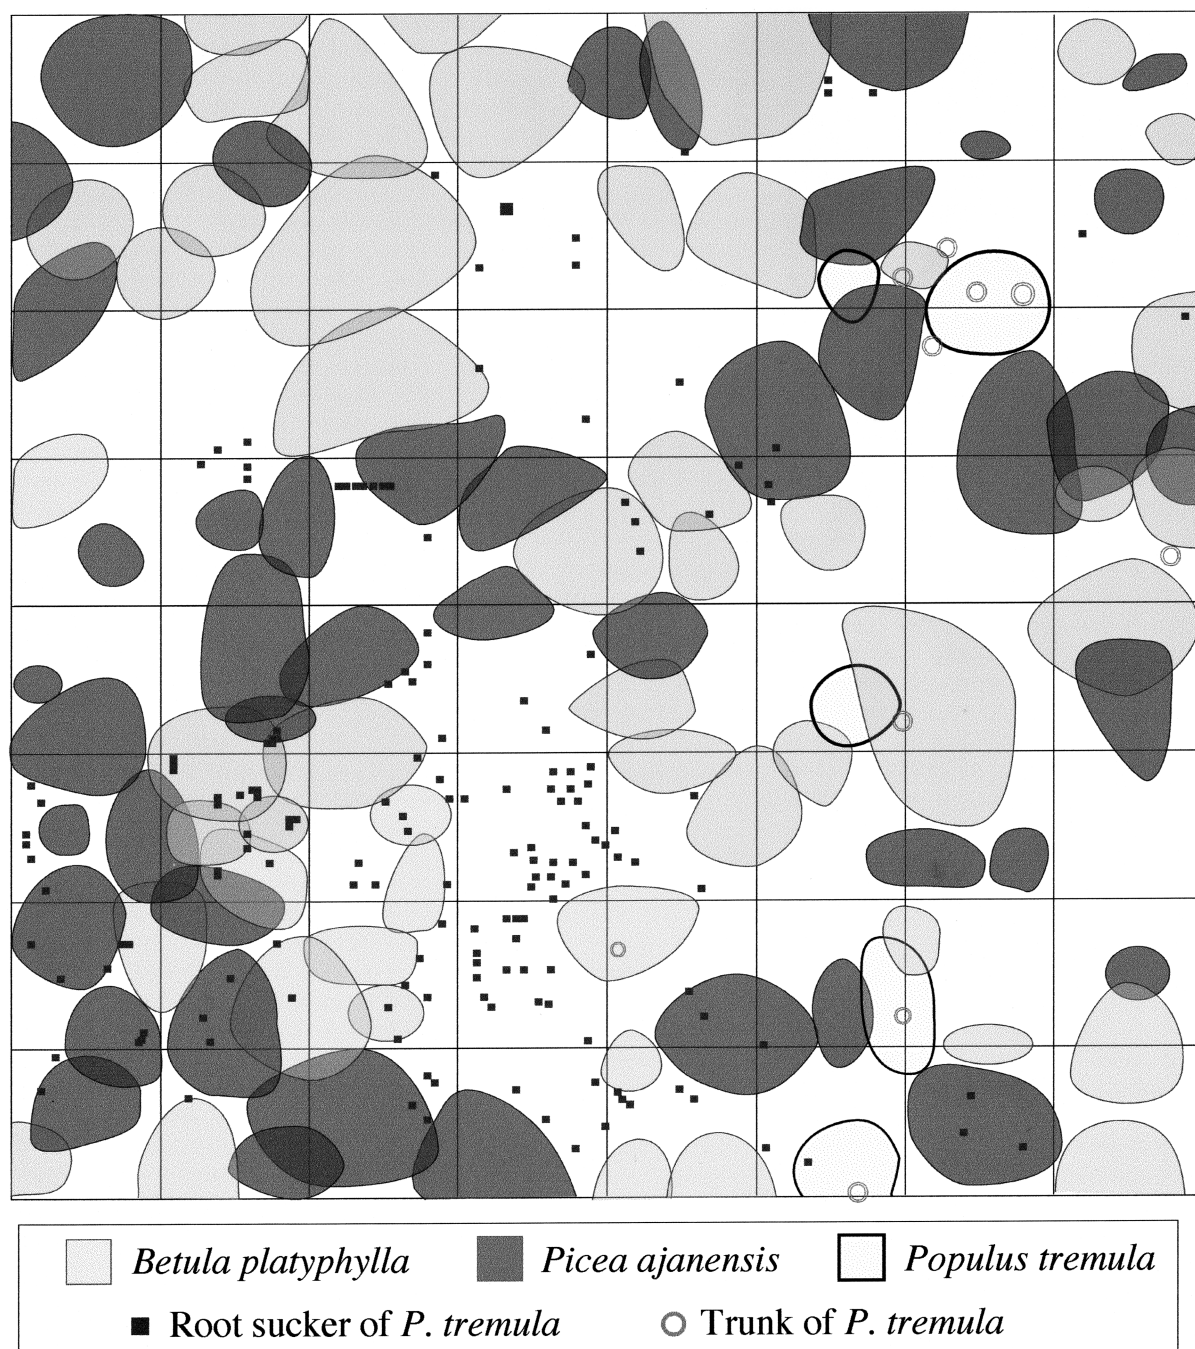 Betula platyphylla Picea ajanensis Populus tremula
Root sucker of P. tremula Trunk of P. tremula